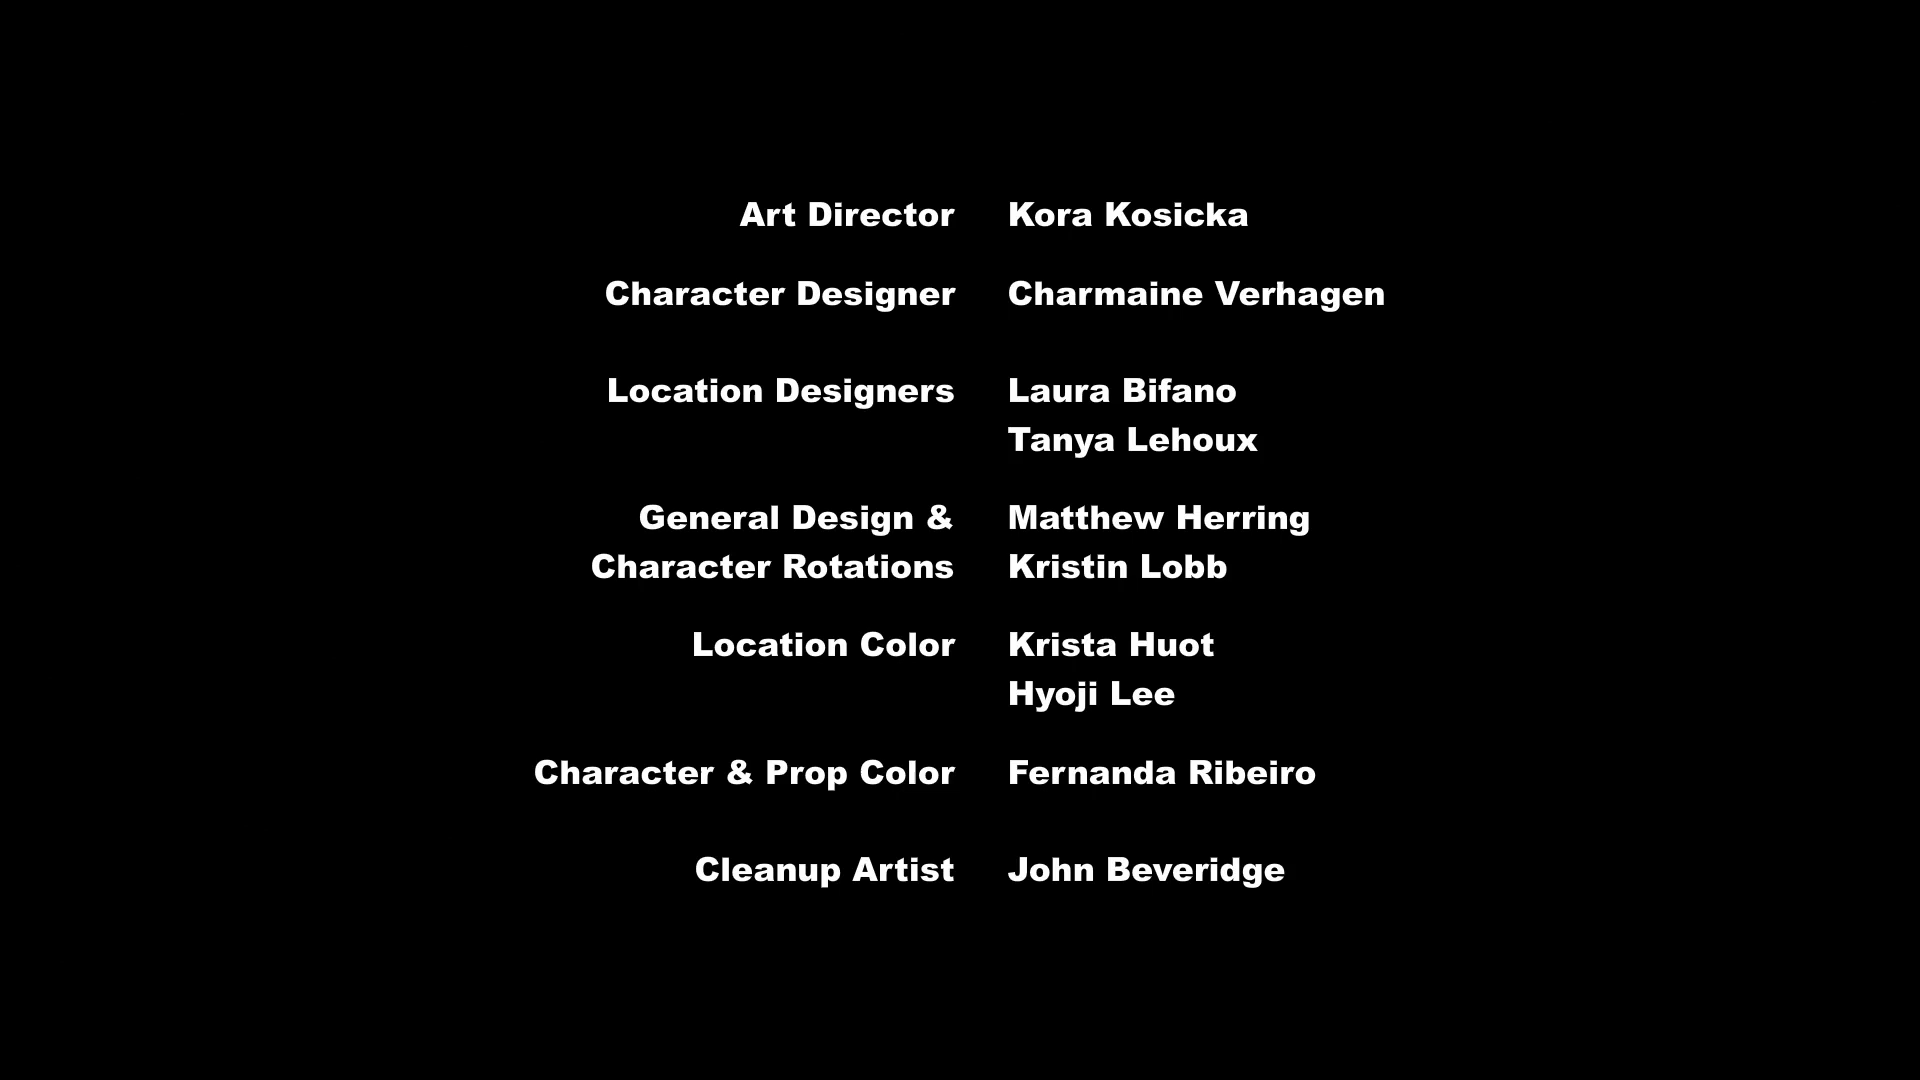 Art Director Kora Kosicka
Character Designer Charmaine Verhagen
Location Designers Laura Bifano
Tanya Lehoux
General Design & Matthew Herring
Character Rotations Kristin Lobb
Location Color Krista Huot
Hyoji Lee
Character & Prop Color Fernanda Ribeiro
Cleanup Artist John Beveridge